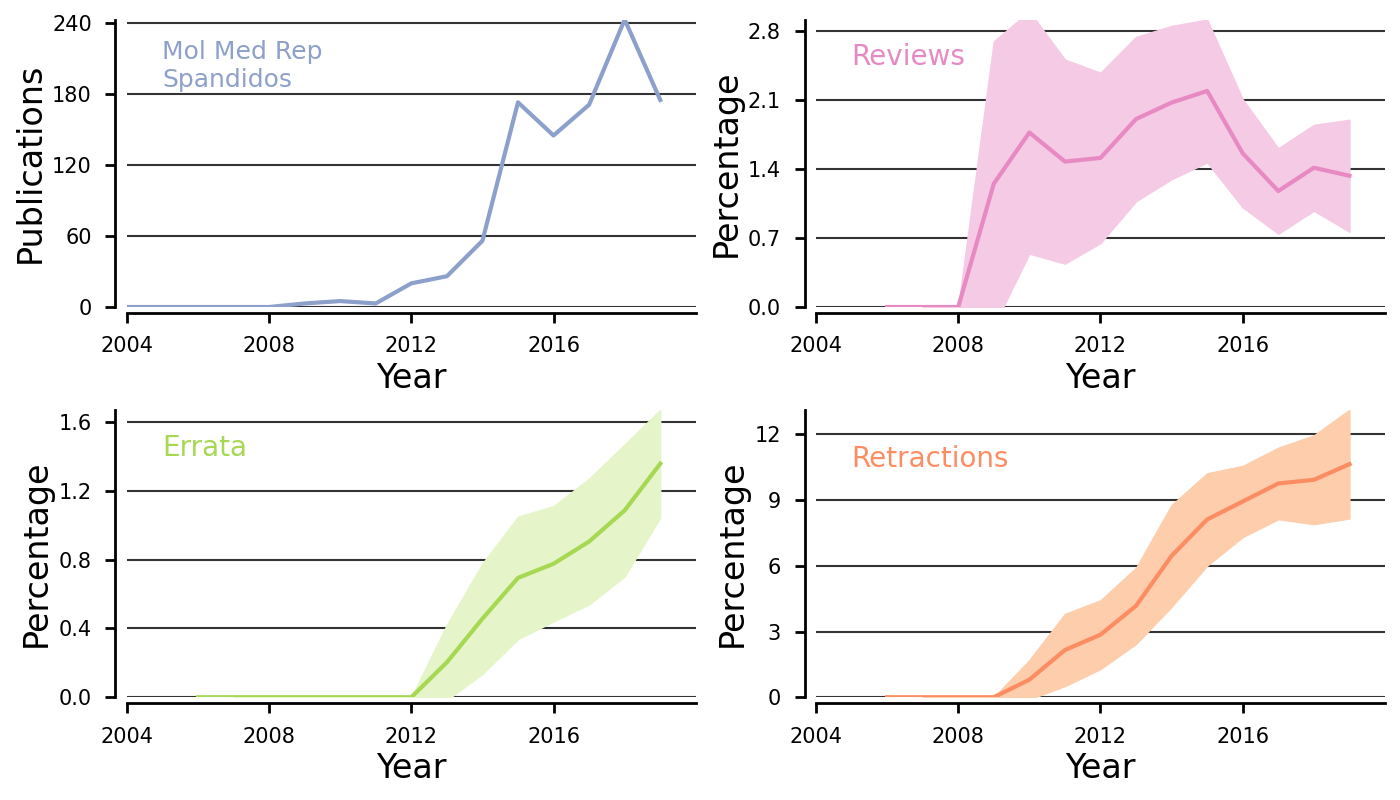 240
180
120
60
0
Publications
Mol Med Rep
Spandidos
2004
2008
2012
2016
Year
2.8
2.1
1.4
0.7
0.0
Percentage
Reviews
2004
2008
2012
2016
Year
1.6
1.2
0.8
0.4
0.0
Percentage
Errata
2004
2008
2012
2016
Year
12
9
6
3
0
Percentage
Retractions
2004
2008
2012
2016
Year